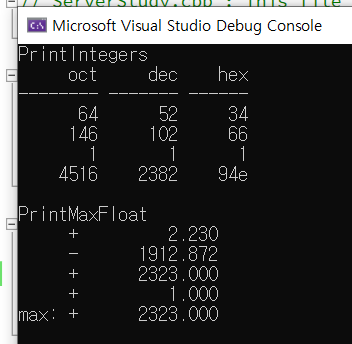 // ServerStudy.cpp : This file
Microsoft Visual Studio Debug Console
PrintIntegers
oct dec hex
-------- ------- ------
64 52 34
146 102 66
1 1 1
4516 2382 94e
PrintMaxFloat
+ 2.230
- 1912.872
+ 2323.000
+ 1.000
max: + 2323.000